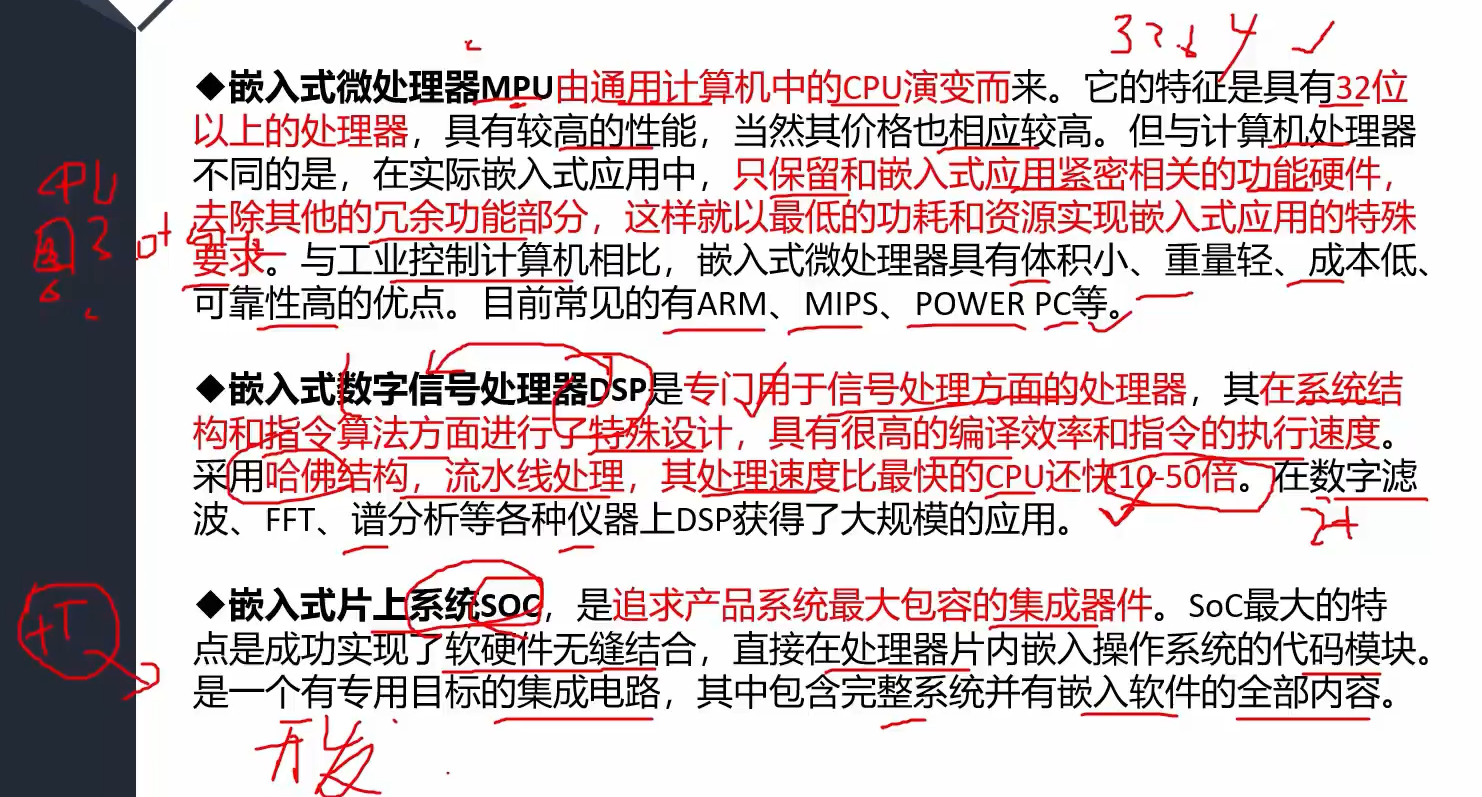 ◆嵌入式微处理器MPU由通用计算机中的CPU演变而来。它的特征是具有32位
以上的处理器，具有较高的性能，当然其价格也相应较高。但与计算机处理器
不同的是，在实际嵌入式应用中，只保留和嵌入式应用紧密相关的功能硬件，
去除其他的冗余功能部分，这样就以最低的功耗和资源实现嵌入式应用的特殊
要求。与工业控制计算机相比，嵌入式微处理器具有体积小、重量轻、成本低、
可靠性高的优点。目前常见的有ARM、MIPS、POWER PC等。
◆嵌入式数字信号处理器DSP是专门用于信号处理方面的处理器，其在系统结
构和指令算法方面进行了特殊设计，具有很高的编译效率和指令的执行速度。
采用哈佛结构，流水线处理，其处理速度比最快的CPU还快10-50倍。在数字滤
波、FFT、谱分析等各种仪器上DSP获得了大规模的应用。
◆嵌入式片上系统SOC，是追求产品系统最大包容的集成器件。SoC最大的特
点是成功实现了软硬件无缝结合，直接在处理器片内嵌入操作系统的代码模块。
是一个有专用目标的集成电路，其中包含完整系统并有嵌入软件的全部内容。
CPU
开发